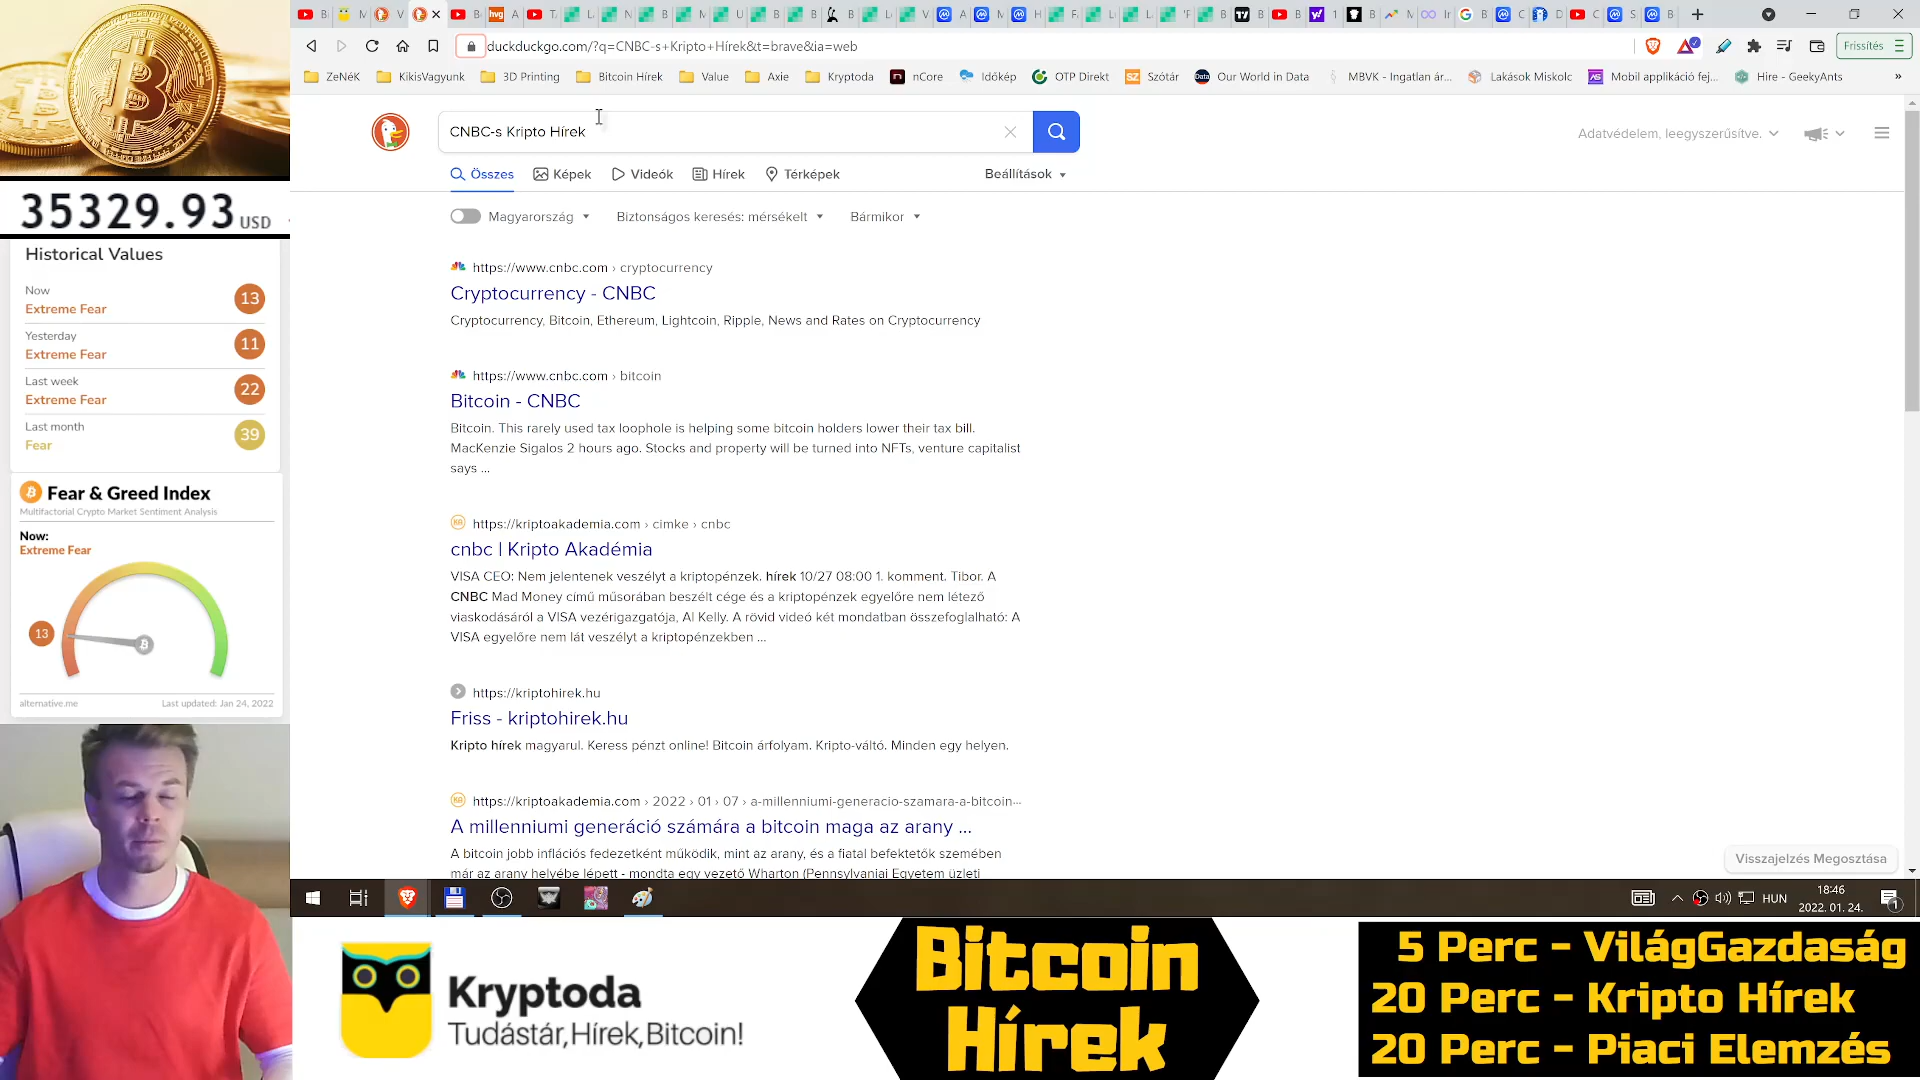 35329.93 USD
Historical Values
Now
Extreme Fear
13
Yesterday
Extreme Fear
11
Last week
Extreme Fear
22
Last month
Fear
39
Fear & Greed Index
Multifactorial Crypto Market Sentiment Analysis
Now:
Extreme Fear
13
alternative.me
Last updated: Jan 24, 2022
duckduckgo.com/?q=CNBC-s+Kripto+Hírek&t=brave&ia=web
Frissítés
ZeNéK
KikisVagyunk
3D Printing
Bitcoin Hírek
Value
Axie
Kryptoda
nCore
Időkép
OTP Direkt
Szótár
Our World in Data
MBVK - Ingatlan ár...
Lakások Miskolc
Mobil applikáció fej...
Hire - GeekyAnts
»
CNBC-s Kripto Hírek
Adatvédelem, leegyszerűsítve.
Összes
Képek
Videók
Hírek
Térképek
Beállítások
Magyarország
Biztonságos keresés: mérsékelt
Bármikor
https://www.cnbc.com › cryptocurrency
Cryptocurrency - CNBC
Cryptocurrency, Bitcoin, Ethereum, Lightcoin, Ripple, News and Rates on Cryptocurrency
https://www.cnbc.com › bitcoin
Bitcoin - CNBC
Bitcoin. This rarely used tax loophole is helping some bitcoin holders lower their tax bill.
MacKenzie Sigalos 2 hours ago. Stocks and property will be turned into NFTs, venture capitalist
says ...
https://kriptoakademia.com › cimke › cnbc
cnbc | Kripto Akadémia
VISA CEO: Nem jelentenek veszélyt a kriptopénzek. hírek 10/27 08:00 1. komment. Tibor. A
CNBC Mad Money című műsorában beszélt cége és a kriptopénzek egyelőre nem létező
viaskodásáról a VISA vezérigazgatója, Al Kelly. A rövid videó két mondatban összefoglalható: A
VISA egyelőre nem lát veszélyt a kriptopénzekben ...
https://kriptohirek.hu
Friss - kriptohirek.hu
Kripto hírek magyarul. Keress pénzt online! Bitcoin árfolyam. Kripto-váltó. Minden egy helyen.
https://kriptoakademia.com › 2022 › 01 › 07 › a-millenniumi-generacio-szamara-a-bitcoin-...
A millenniumi generáció számára a bitcoin maga az arany ...
A bitcoin jobb inflációs fedezetként működik, mint az arany, és a fiatal befektetők szemében
már az arany helyébe lépett - mondta egy vezető Wharton (Pennsylvaniai Egyetem üzleti
Visszajelzés Megosztása
HUN
18:46
2022. 01. 24.
1
Kryptoda
Tudástár,Hírek,Bitcoin!
Bitcoin
Hírek
5 Perc - VilágGazdaság
20 Perc - Kripto Hírek
20 Perc - Piaci Elemzés